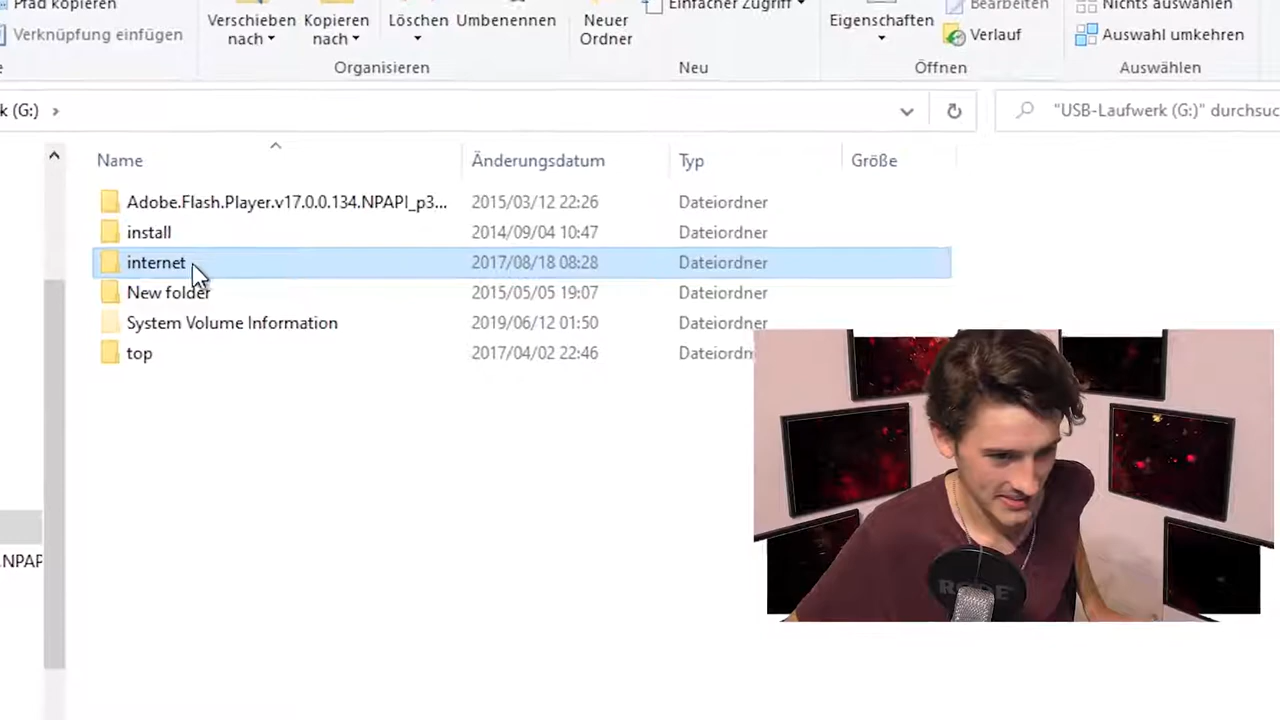 Pfad kopieren
Verknüpfung einfügen
Verschieben nach
Kopieren nach
Löschen
Umbenennen
Organisieren
Neuer Ordner
Einfacher Zugriff
Neu
Eigenschaften
Bearbeiten
Verlauf
Öffnen
Nichts auswählen
Auswahl umkehren
Auswählen
k (G:)
"USB-Laufwerk (G:)" durchsuc
Name Änderungsdatum Typ Größe
Adobe.Flash.Player.v17.0.0.134.NPAPI_p3... 2015/03/12 22:26 Dateiordner
install 2014/09/04 10:47 Dateiordner
internet 2017/08/18 08:28 Dateiordner
New folder 2015/05/05 19:07 Dateiordner
System Volume Information 2019/06/12 01:50 Dateiordner
top 2017/04/02 22:46 Dateiordn
.NPAP
RODE